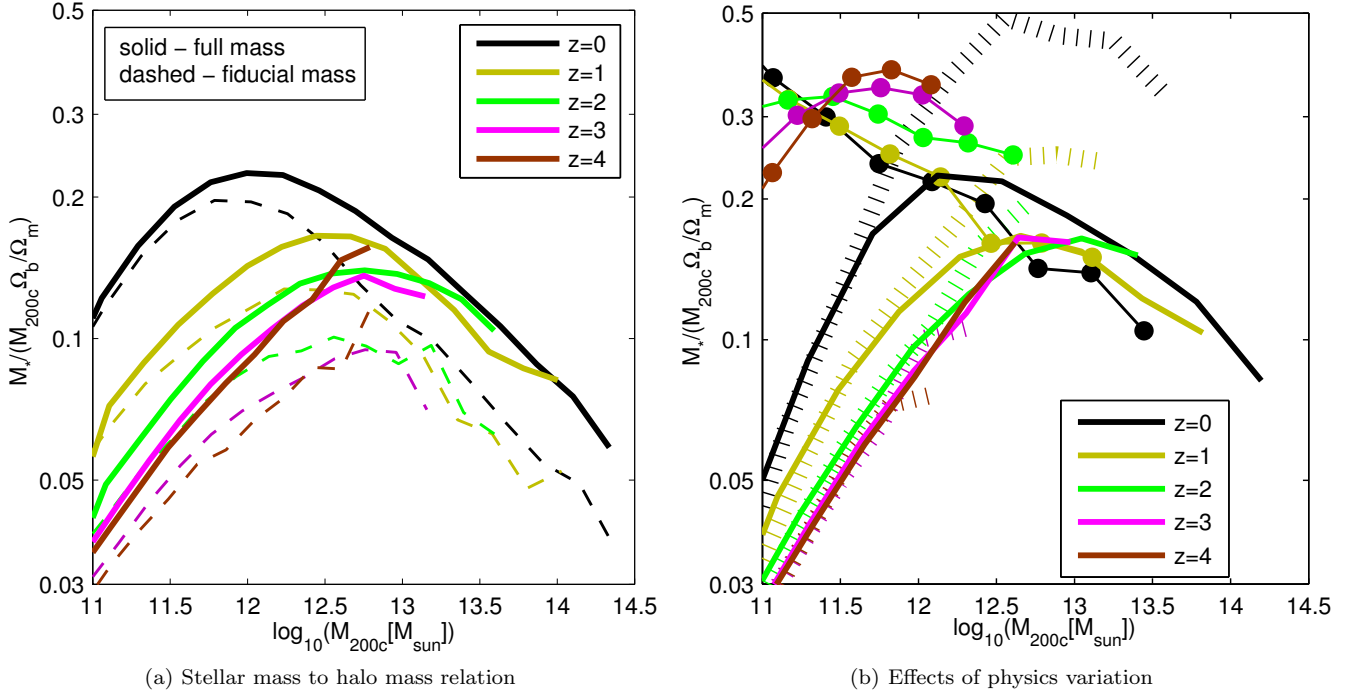 solid − full mass
dashed − fiducial mass
z=0
z=1
z=2
z=3
z=4
0.5
0.3
0.2
0.1
0.05
0.03
M*/(M200cΩb/Ωm)
11
11.5
12
12.5
13
13.5
14
14.5
log10(M200c[Msun])
(a) Stellar mass to halo mass relation
0.5
0.3
0.2
0.1
0.05
0.03
M*/(M200cΩb/Ωm)
z=0
z=1
z=2
z=3
z=4
11
11.5
12
12.5
13
13.5
14
14.5
log10(M200c[Msun])
(b) Effects of physics variation